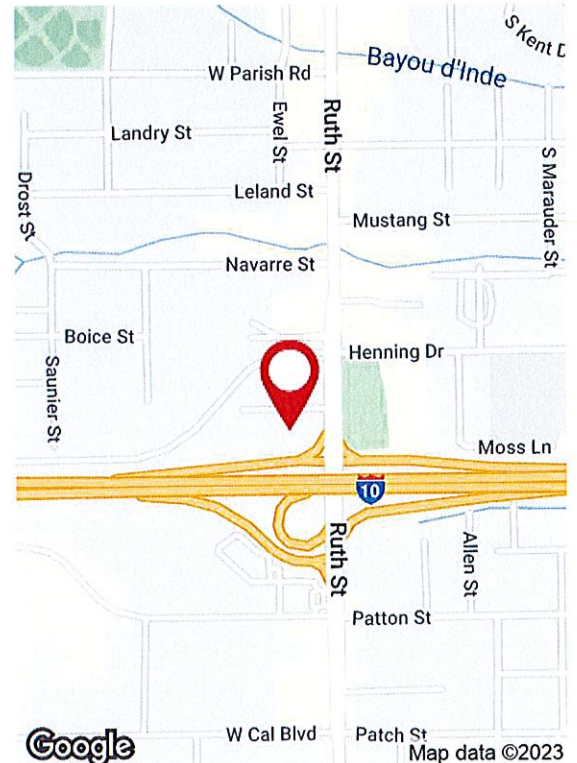 S Kent D
Bayou d'Inde
W Parish Rd
Ewel St
Ruth St
Landry St
S Marauder St
Leland St
Drost St
Mustang St
Navarre St
Boice St
Henning Dr
Saunier St
Moss Ln
10
Ruth St
Allen St
Patton St
W Cal Blvd
Patch St
Google
Map data ©2023